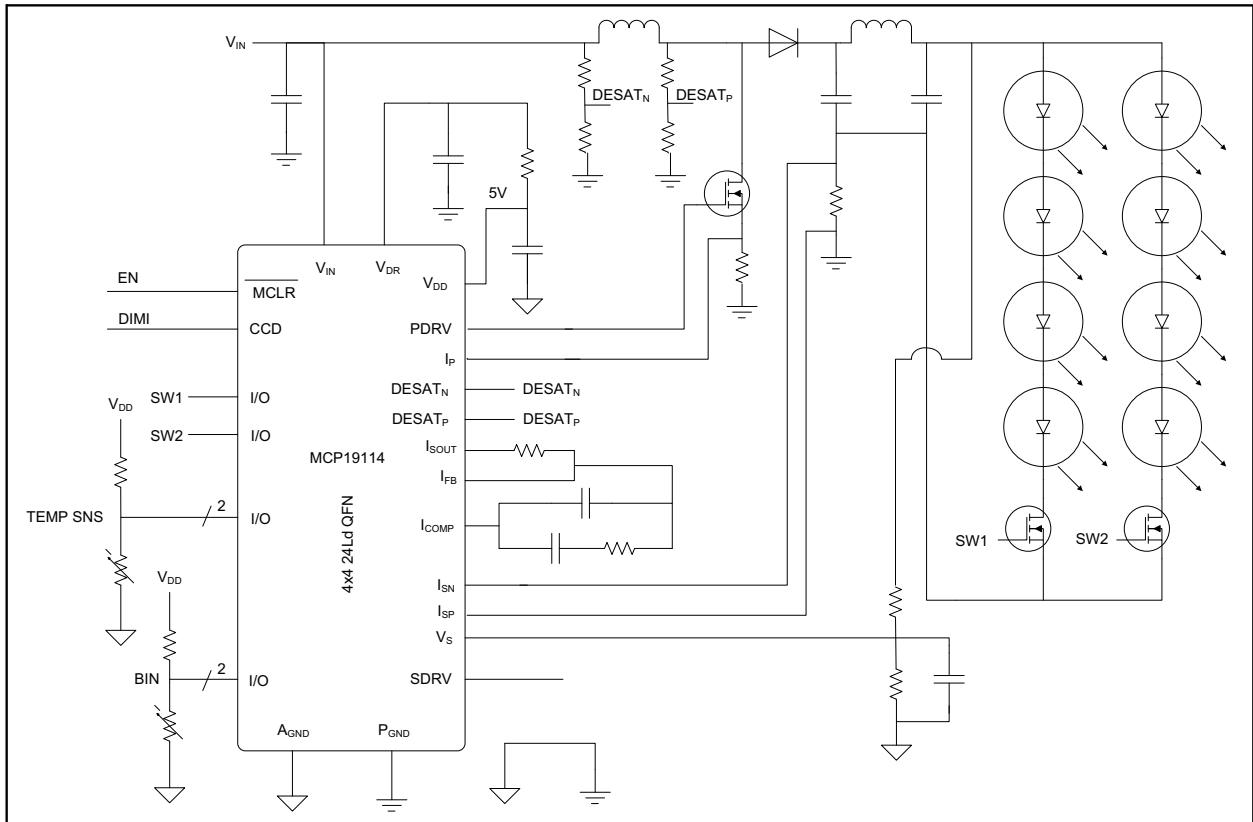 VIN
DESATN
DESATP
5V
VIN
VDR
VDD
EN
MCLR
DIMI
CCD
PDRV
IP
SW1
I/O
DESATN
DESATN
VDD
SW2
I/O
DESATP
DESATP
ISOUT
MCP19114
IFB
TEMP SNS
2
I/O
ICOMP
4x4 24Ld QFN
SW1
SW2
VDD
ISN
ISP
VS
BIN
2
I/O
SDRV
AGND
PGND